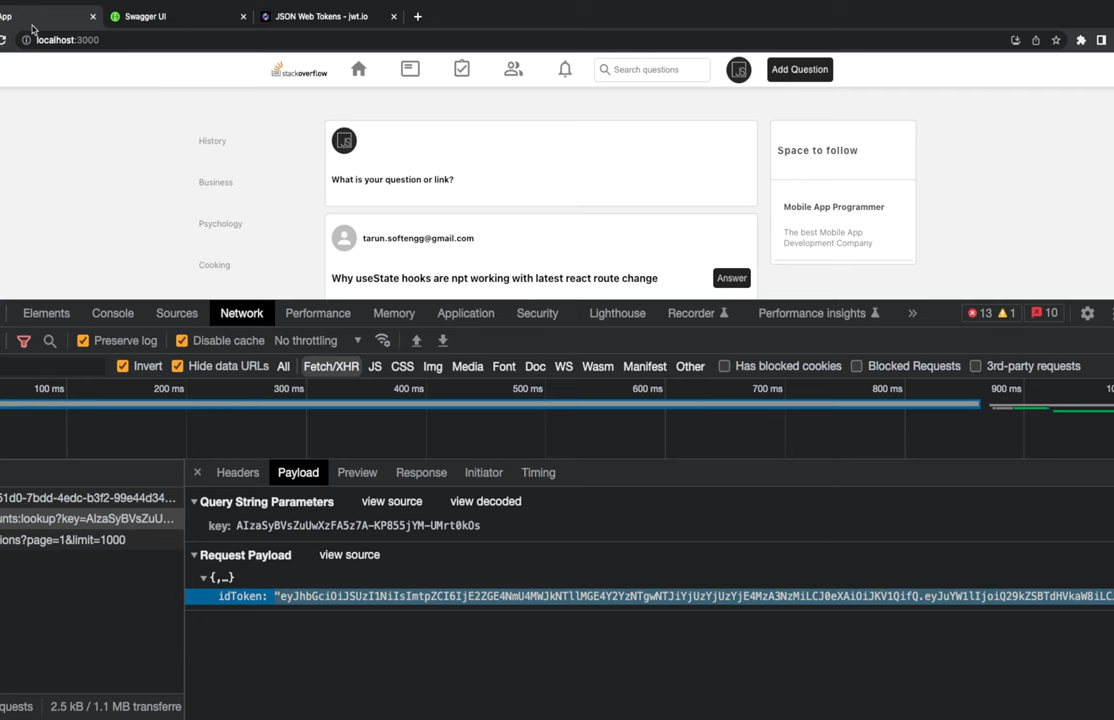 App
Swagger UI
JSON Web Tokens - jwt.io
localhost:3000
stackoverflow
Search questions
Add Question
History
Business
Psychology
Cooking
What is your question or link?
tarun.softengg@gmail.com
Why useState hooks are npt working with latest react route change
Answer
Space to follow
Mobile App Programmer
The best Mobile App
Development Company
Elements Console Sources Network Performance Memory Application Security Lighthouse Recorder Performance insights » 13 1 10
Preserve log Disable cache No throttling
Invert Hide data URLs All Fetch/XHR JS CSS Img Media Font Doc WS Wasm Manifest Other Has blocked cookies Blocked Requests 3rd-party requests
100 ms 200 ms 300 ms 400 ms 500 ms 600 ms 700 ms 800 ms 900 ms
Headers Payload Preview Response Initiator Timing
51d0-7bdd-4edc-b3f2-99e44d34...
unts:lookup?key=AIzaSyBVsZuU...
ions?page=1&limit=1000
Query String Parameters view source view decoded
key: AIzaSyBVsZuUwXzFA5z7A-KP855jYM-UMrt0kOs
Request Payload view source
{,…}
idToken:
quests 2.5 kB / 1.1 MB transferre